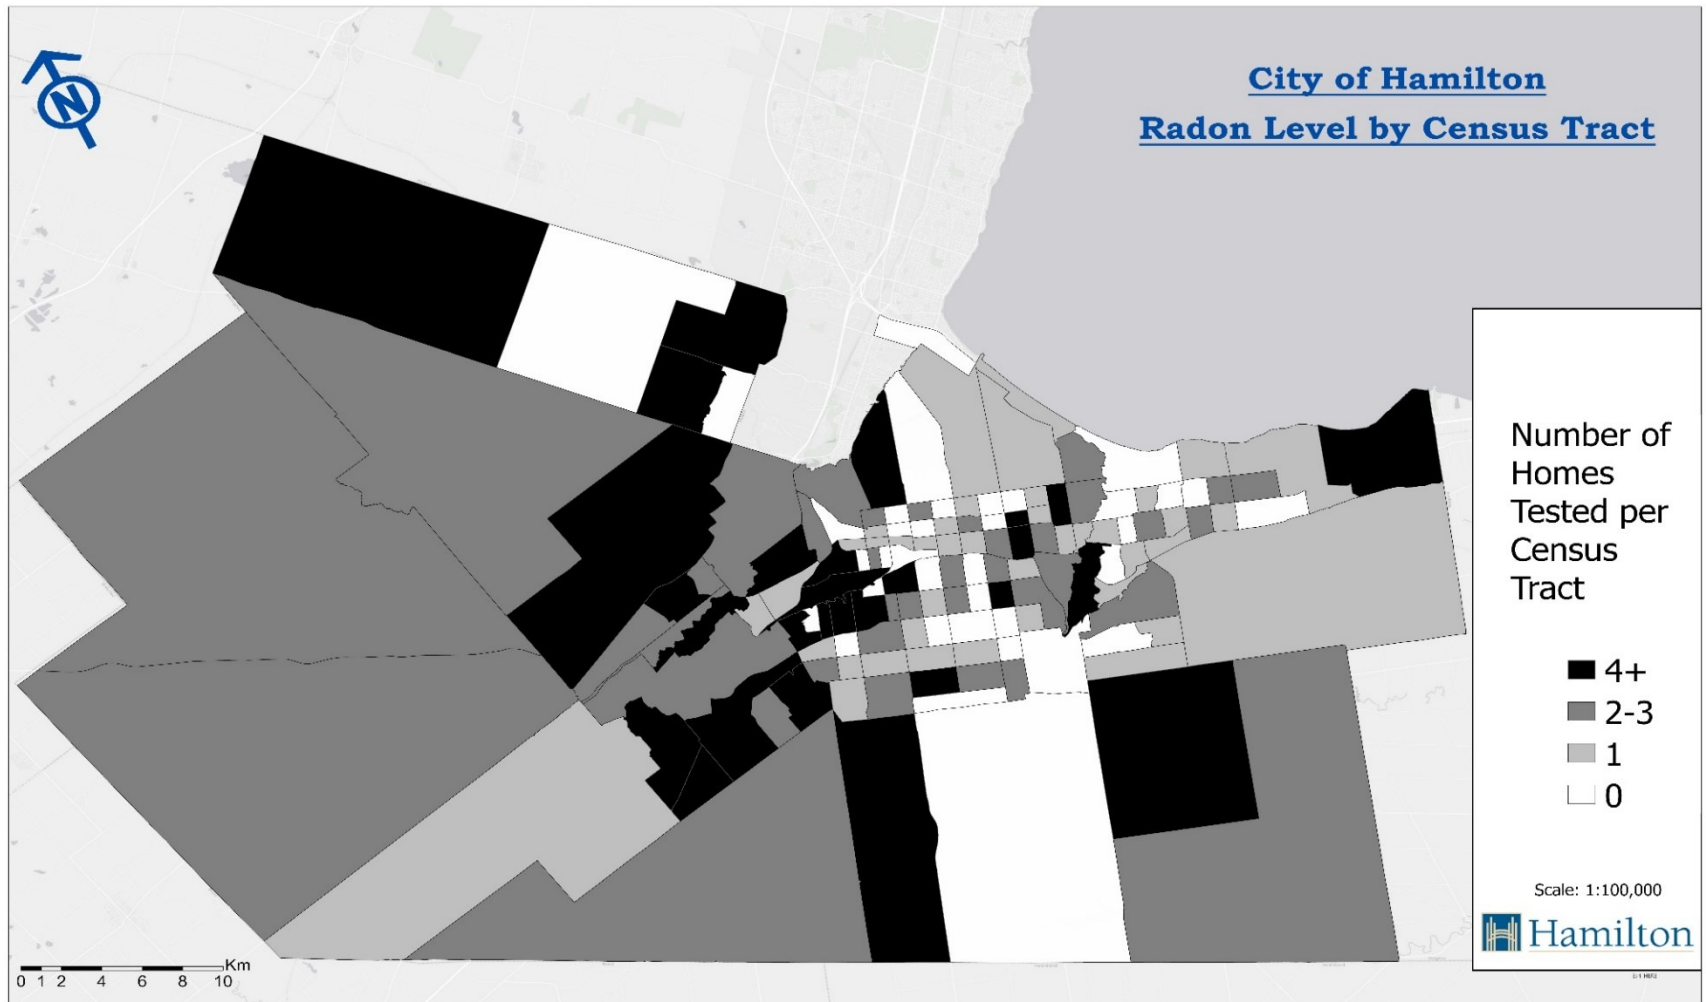 N
City of Hamilton
Radon Level by Census Tract
Number of
Homes
Tested per
Census
Tract
4+
2-3
1
0
Scale: 1:100,000
Hamilton
Km
0 1 2 4 6 8 10